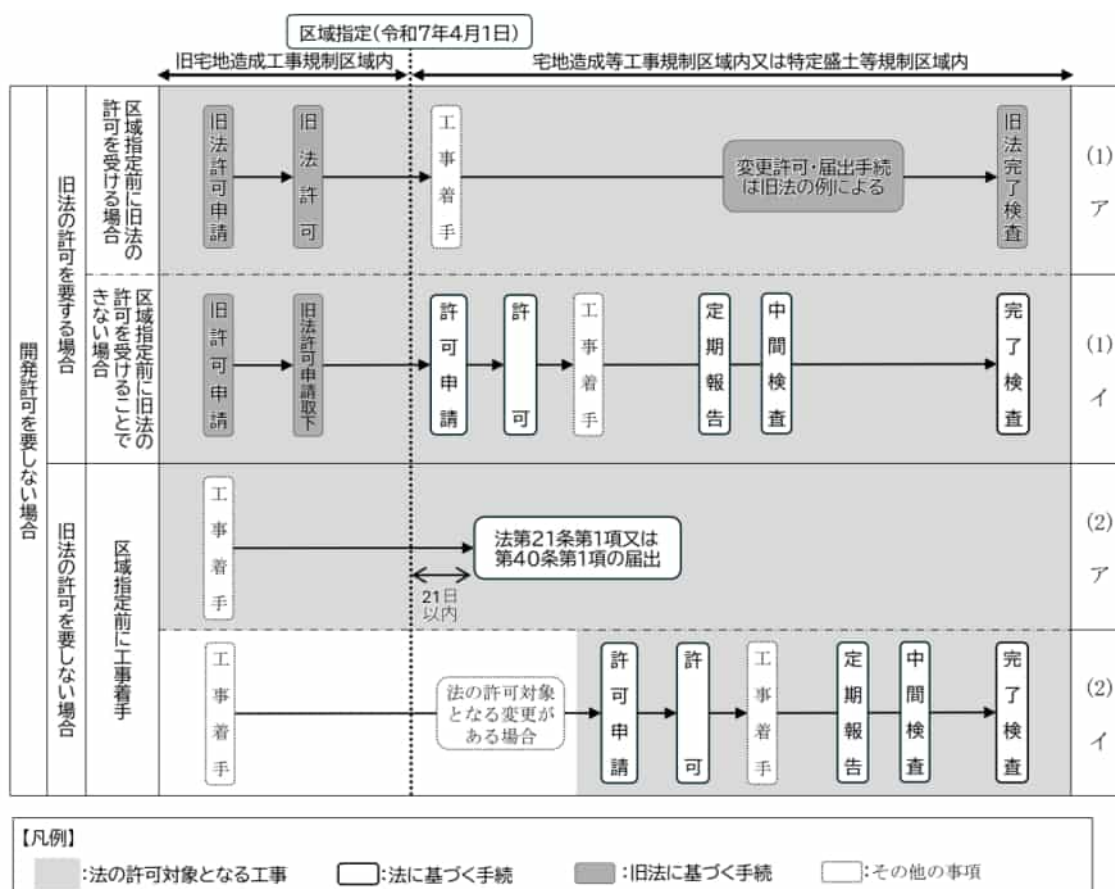 区域指定(令和7年4月1日)
旧宅地造成工事規制区域内
宅地造成等工事規制区域内又は特定盛土等規制区域内
開発許可を要しない場合
旧法の許可を要する場合
区域指定前に旧法の
許可を受ける場合
旧法許可申請
旧法許可
工事着手
変更許可・届出手続
は旧法の例による
旧法完了検査
(1)
ア
区域指定前に旧法の
許可を受けることで
きない場合
旧許可申請
旧法許可申請取下
許可申請
許可
工事着手
定期報告
中間検査
完了検査
(1)
イ
旧法の許可を要しない場合
区域指定前に工事着手
工事着手
法第21条第1項又は
第40条第1項の届出
21日
以内
(2)
ア
工事着手
法の許可対象
となる変更が
ある場合
許可申請
許可
工事着手
定期報告
中間検査
完了検査
(2)
イ
【凡例】
:法の許可対象となる工事
:法に基づく手続
:旧法に基づく手続
:その他の事項